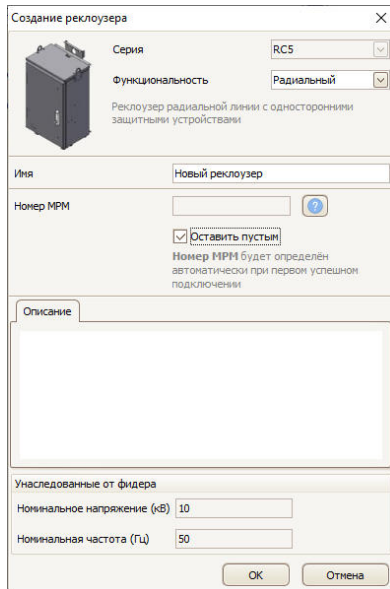 Создание реклоузера
Серия RC5
Функциональность Радиальный
Реклоузер радиальной линии с односторонними
защитными устройствами
Имя Новый реклоузер
Номер МРМ ?
Оставить пустым
Номер МРМ будет определён
автоматически при первом успешном
подключении
Описание
Унаследованные от фидера
Номинальное напряжение (кВ) 10
Номинальная частота (Гц) 50
ОК Отмена